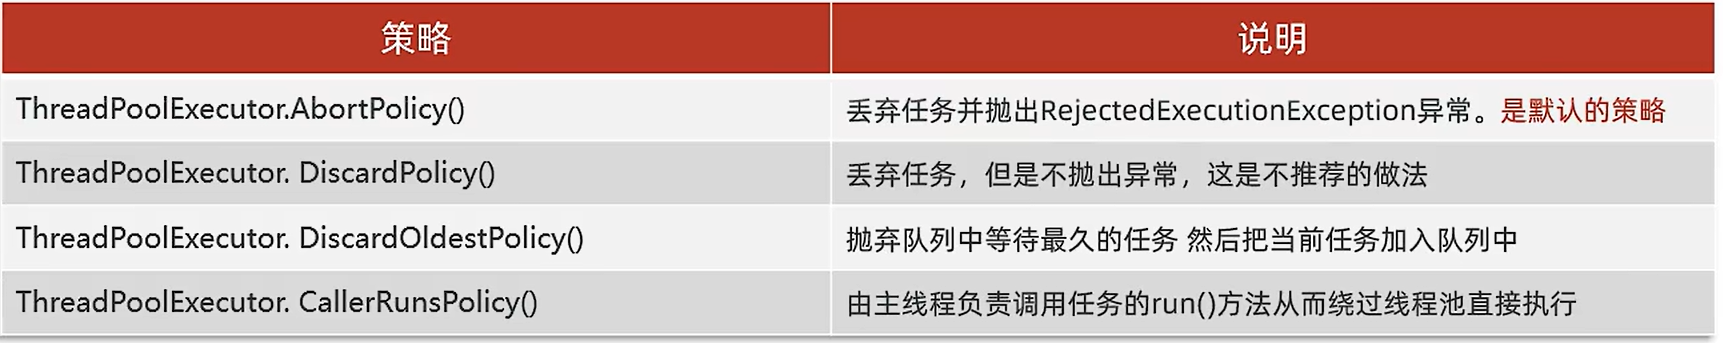 策略 说明
ThreadPoolExecutor.AbortPolicy() 丢弃任务并抛出RejectedExecutionException异常。是默认的策略
ThreadPoolExecutor. DiscardPolicy() 丢弃任务，但是不抛出异常，这是不推荐的做法
ThreadPoolExecutor. DiscardOldestPolicy() 抛弃队列中等待最久的任务 然后把当前任务加入队列中
ThreadPoolExecutor. CallerRunsPolicy() 由主线程负责调用任务的run()方法从而绕过线程池直接执行